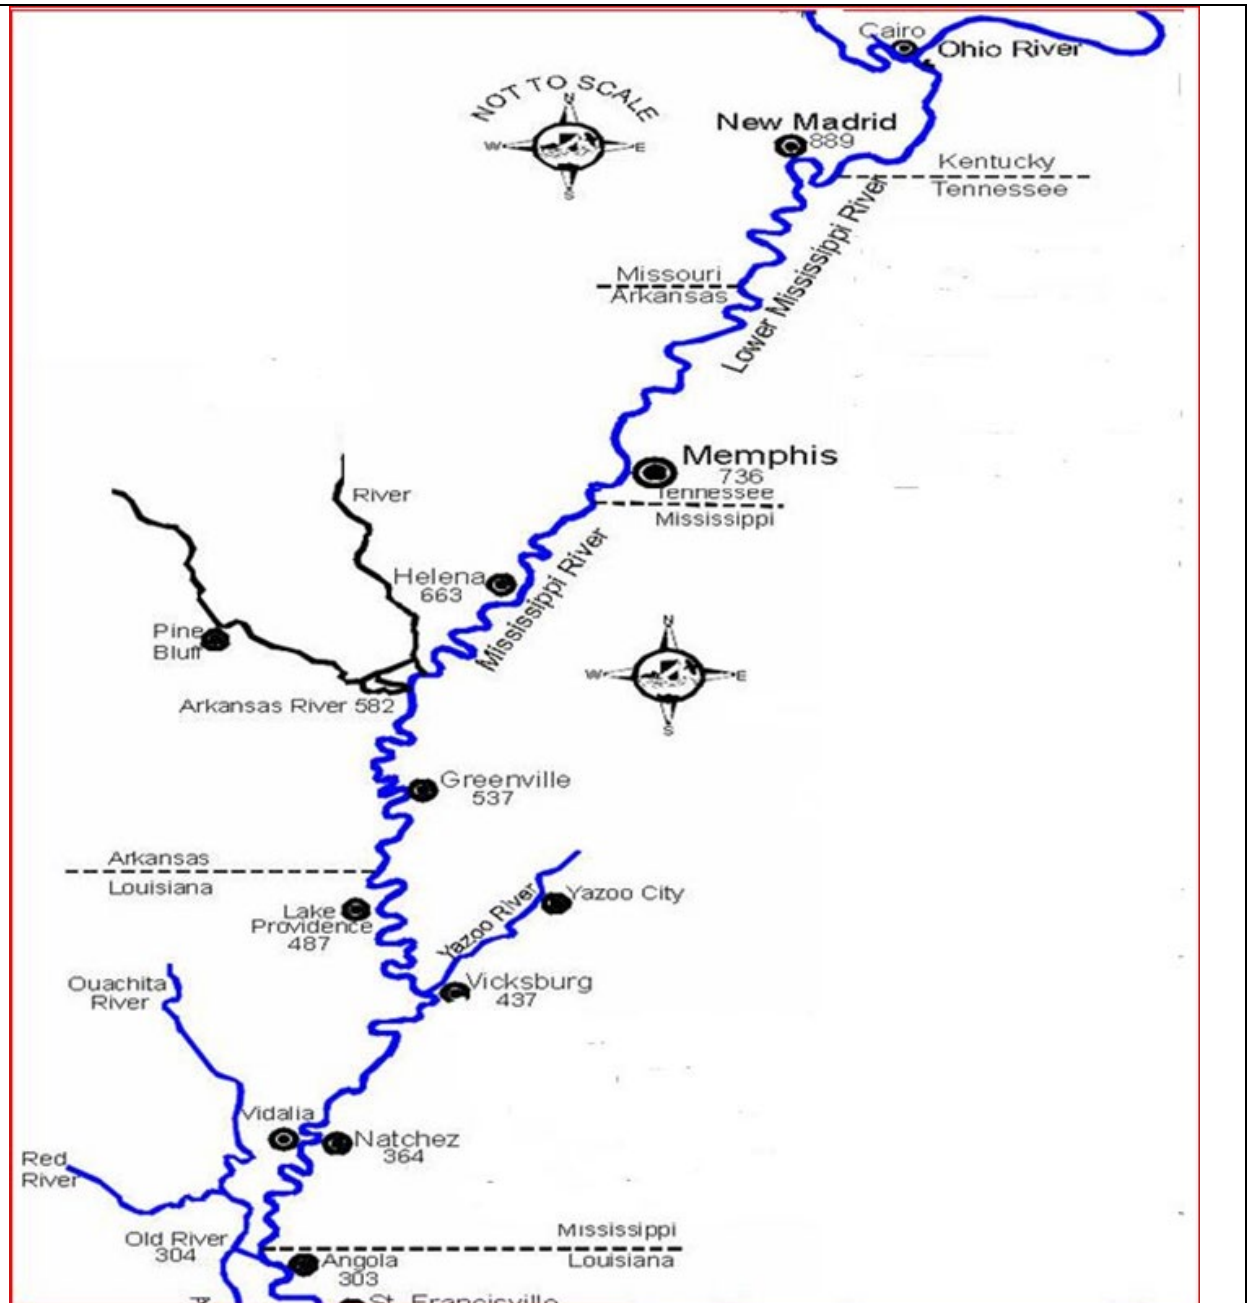 Cairo
Ohio River
NOT TO SCALE
N
W
E
S
New Madrid
889
Kentucky
Tennessee
Lower Mississippi River
Missouri
Arkansas
Memphis
736
Tennessee
Mississippi
River
Mississippi River
Helena
663
Pine
Bluff
N
W
E
S
Arkansas River 582
Greenville
537
Arkansas
Louisiana
Yazoo River
Yazoo City
Lake
Providence
487
Ouachita
River
Vicksburg
437
Vidalia
Natchez
364
Red
River
Old River
304
Mississippi
Louisiana
Angola
303
St. Francisville